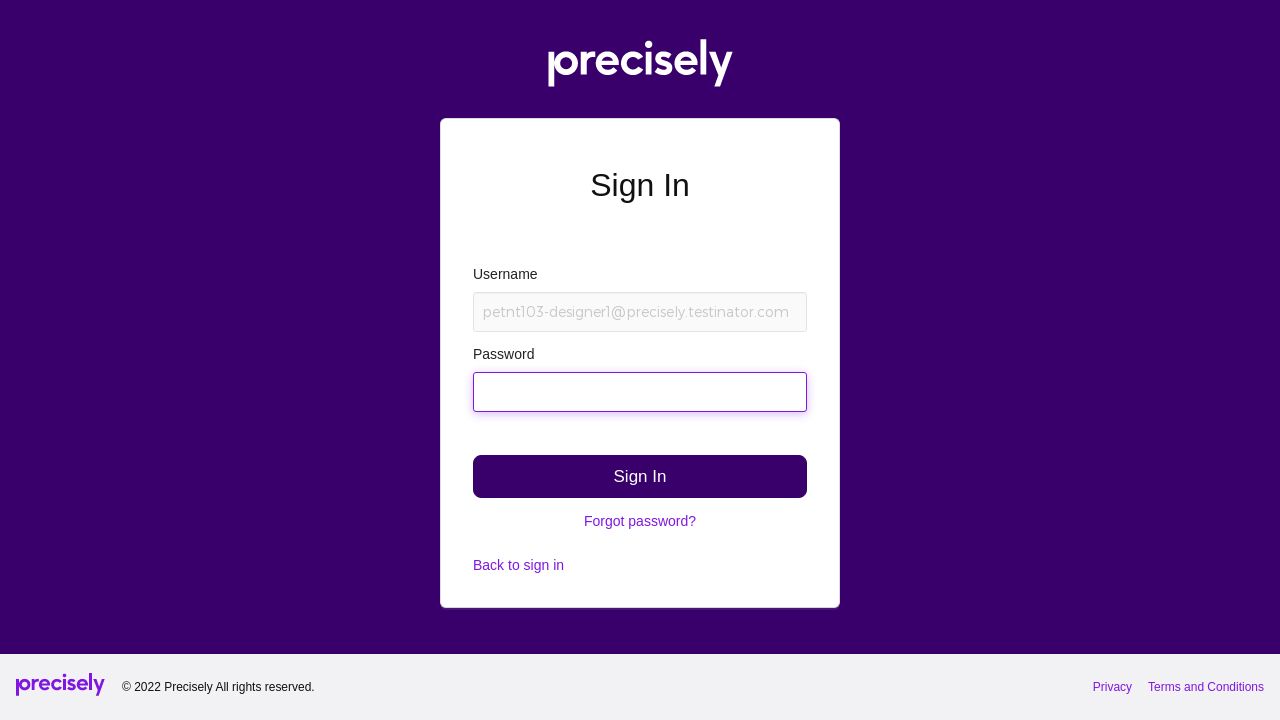 precisely
Sign In
Username
petnt103-designer1@precisely.testinator.com
Password
Sign In
Forgot password?
Back to sign in
precisely © 2022 Precisely All rights reserved. Privacy Terms and Conditions